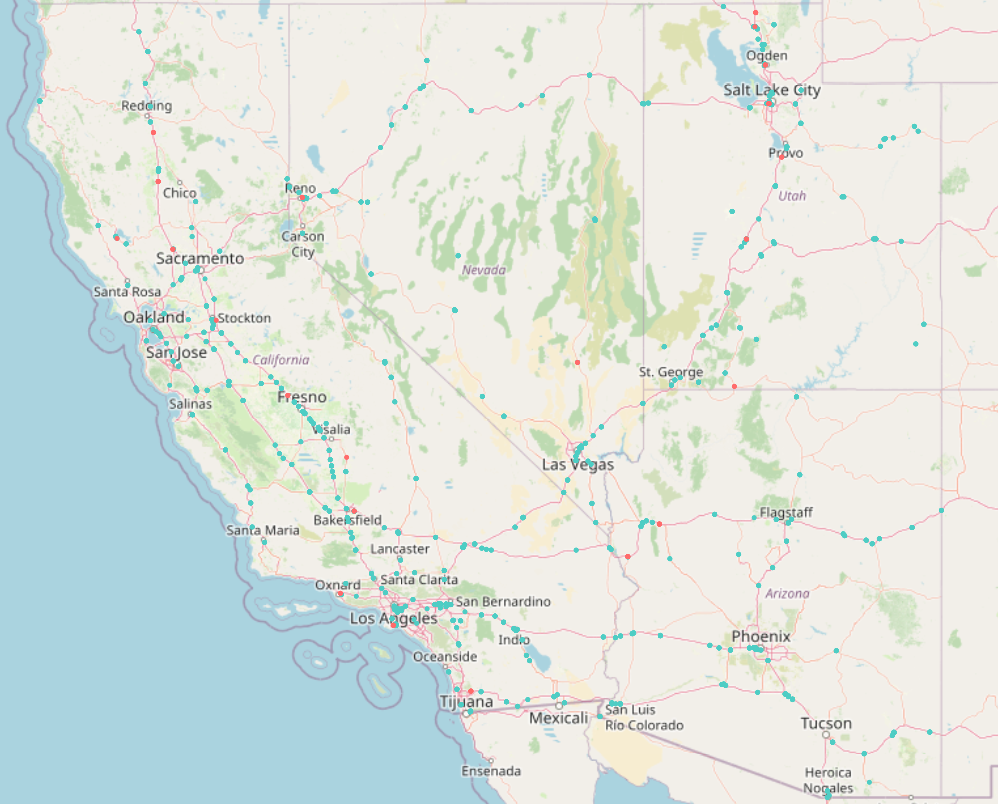 Ogden
Salt Lake City
Redding
Provo
Chico
Reno
Utah
Carson
City
Sacramento
Nevada
Santa Rosa
Oakland
Stockton
San Jose
California
St. George
Salinas
Fresno
Visalia
Las Vegas
Flagstaff
Bakersfield
Santa Maria
Lancaster
Oxnard
Santa Clarita
San Bernardino
Arizona
Los Angeles
Indio
Phoenix
Oceanside
Tijuana
Mexicali
San Luis
Río Colorado
Tucson
Ensenada
Heroica
Nogales